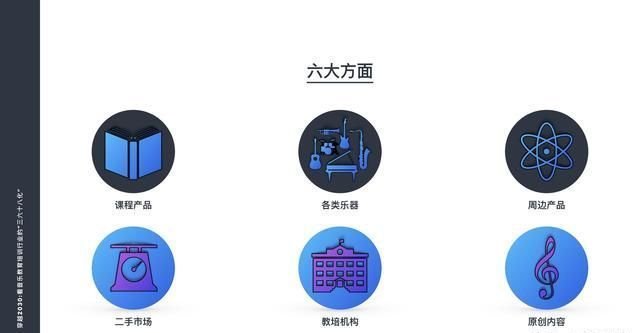 六大方面
课程产品
各类乐器
周边产品
二手市场
教培机构
原创内容
穿越2030:看音乐教育培训行业的"三六十八化"